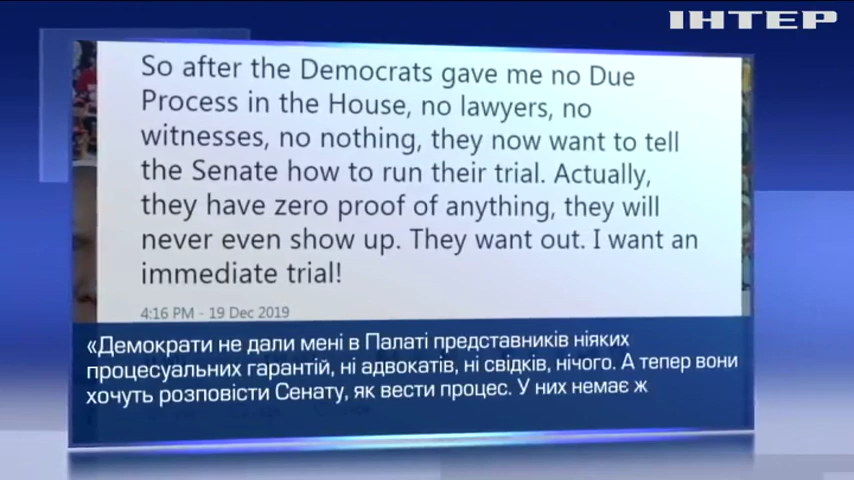 ІНТЕР
So after the Democrats gave me no Due
Process in the House, no lawyers, no
witnesses, no nothing, they now want to tell
the Senate how to run their trial. Actually,
they have zero proof of anything, they will
never even show up. They want out. I want an
immediate trial!
4:16 PM - 19 Dec 2019
«Демократи не дали мені в Палаті представників ніяких
процесуальних гарантій, ні адвокатів, ні свідків, нічого. А тепер вони
хочуть розповісти Сенату, як вести процес. У них немає ж